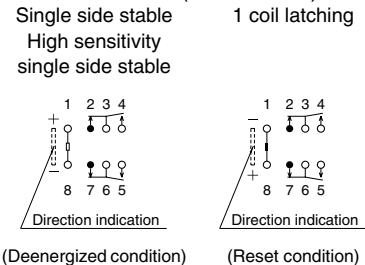 Single side stable
High sensitivity
single side stable
1 coil latching
+
1 2 3 4
–
8 7 6 5
Direction indication
(Deenergized condition)
–
1 2 3 4
+
8 7 6 5
Direction indication
(Reset condition)